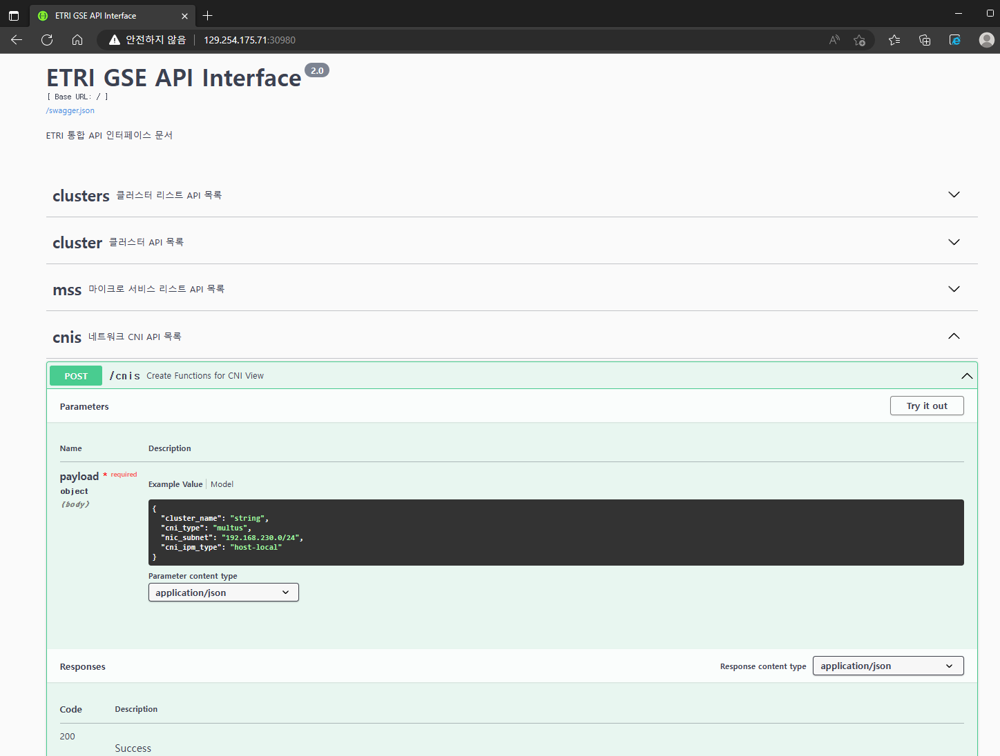 ETRI GSE API Interface
안전하지 않음 129.254.175.71:30980
ETRI GSE API Interface 2.0
[ Base URL: / ]
/swagger.json
ETRI 통합 API 인터페이스 문서
clusters 클러스터 리스트 API 목록
cluster 클러스터 API 목록
mss 마이크로 서비스 리스트 API 목록
cnis 네트워크 CNI API 목록
POST /cnis Create Functions for CNI View
Parameters Try it out
Name Description
payload * required
object
(body)
Example Value Model
{
"cluster_name": "string",
"cni_type": "multus",
"nic_subnet": "192.168.230.0/24",
"cni_ipm_type": "host-local"
}
Parameter content type
application/json
Responses Response content type application/json
Code Description
200
Success